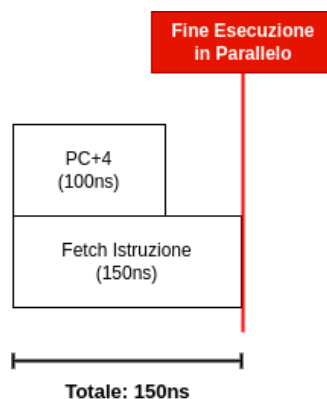 Fine Esecuzione
in Parallelo
PC+4
(100ns)
Fetch Istruzione
(150ns)
Totale: 150ns